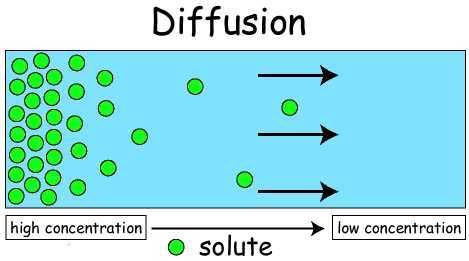 Diffusion
high concentration
low concentration
solute